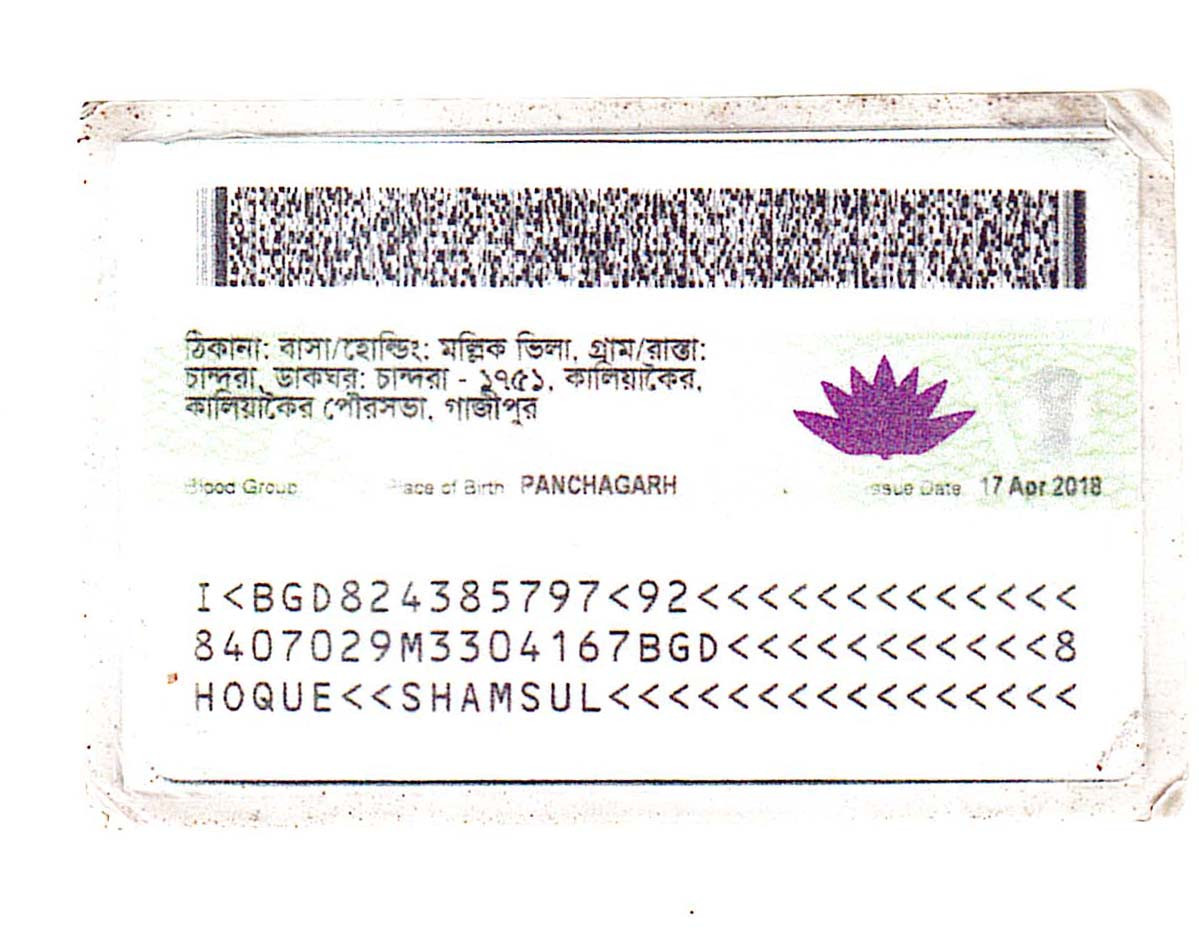 ঠিকানা: বাসা/হোল্ডিং: মল্লিক ভিলা, গ্রাম/রাস্তা:
চান্দরা, ডাকঘর: চান্দরা - ১৭৫১, কালিয়াকৈর,
কালিয়াকৈর পৌরসভা, গাজীপুর
Blood Group Place of Birth PANCHAGARH Issue Date 17 Apr 2018
I<BGD824385797<92<<<<<<<<<<<<<
8407029M3304167BGD<<<<<<<<<<<8
HOQUE<<SHAMSUL<<<<<<<<<<<<<<<<